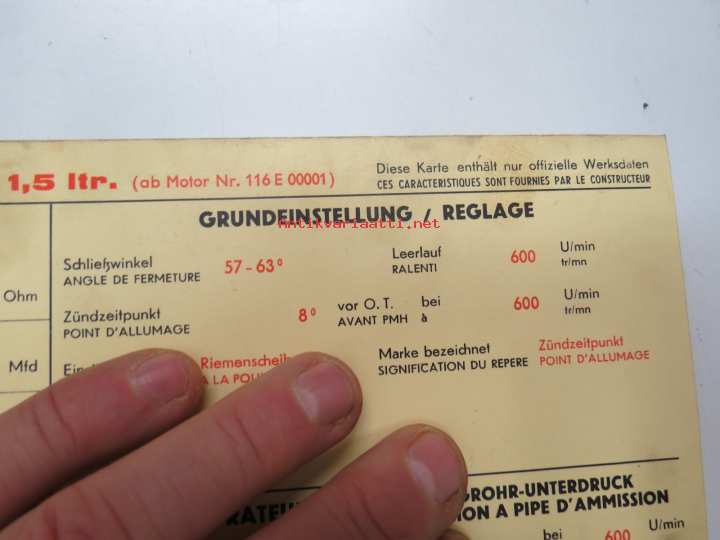 1,5 ltr. (ab Motor Nr. 116 E 00001)
Diese Karte enthält nur offizielle Werksdaten
CES CARACTERISTIQUES SONT FOURNIES PAR LE CONSTRUCTEUR
GRUNDEINSTELLUNG / REGLAGE
Antikvariaatti.net
Schließwinkel 57-63° Leerlauf 600 U/min
ANGLE DE FERMETURE RALENTI tr/mn
Ohm
Zündzeitpunkt 8° vor O.T. bei 600 U/min
POINT D'ALLUMAGE AVANT PMH à tr/mn
Mfd
Riemenscheib Marke bezeichnet Zündzeitpunkt
A LA SIGNIFICATION DU REPERE POINT D'ALLUMAGE
GROHR-UNTERDRUCK
ION A PIPE D'AMMISSION
bei 600 U/min